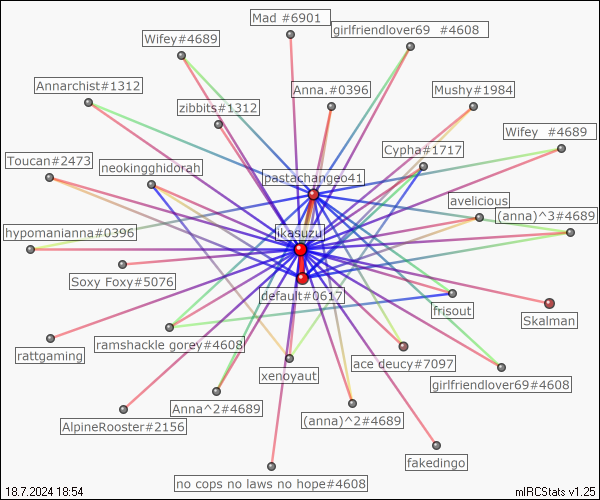 Mad #6901
girlfriendlover69 #4608
Wifey#4689
Annarchist#1312
Anna.#0396
Mushy#1984
zibbits#1312
Wifey #4689
Cypha#1717
Toucan#2473
neokingghidorah
pastachangeo41
avelicious
(anna)^3#4689
hypomanianna#0396
ikasuzu
Soxy Foxy#5076
default#0617
frisout
Skalman
rattgaming
ramshackle gorey#4608
ace deucy#7097
xenoyaut
girlfriendlover69#4608
Anna^2#4689
(anna)^2#4689
AlpineRooster#2156
fakedingo
no cops no laws no hope#4608
18.7.2024 18:54
mIRCStats v1.25